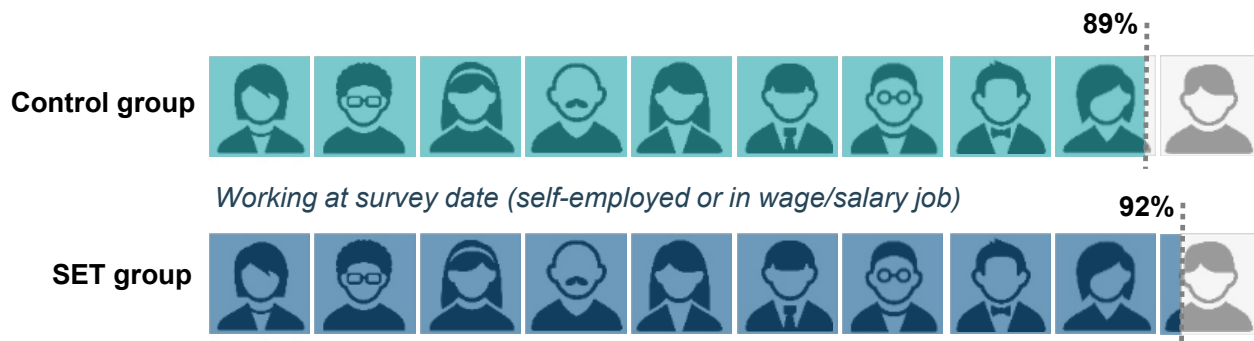 89%
Control group
Working at survey date (self-employed or in wage/salary job)
92%
SET group